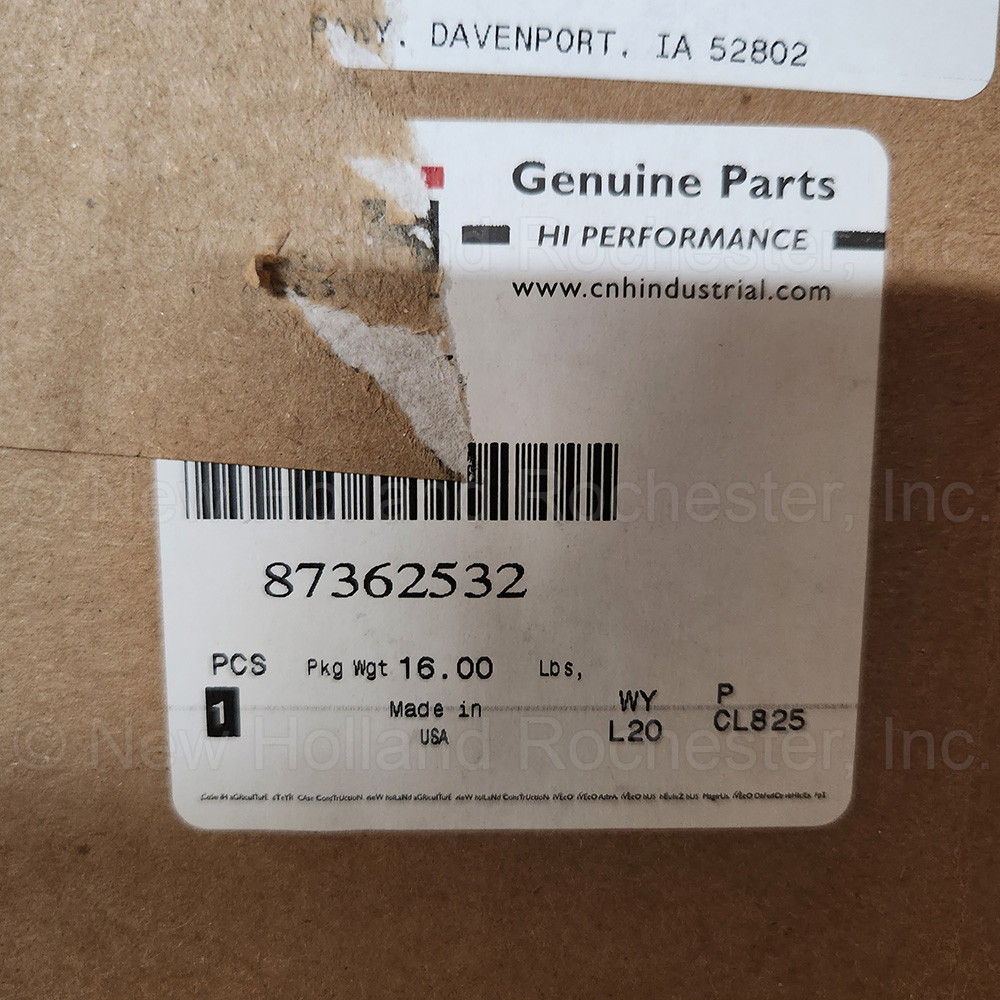 PANY, DAVENPORT, IA 52802
Genuine Parts
HI PERFORMANCE
www.cnhindustrial.com
© New Holland Rochester, Inc.
87362532
PCS Pkg Wgt 16.00 Lbs,
1 Made in USA
WY L20
P CL825
© New Holland Rochester, Inc.